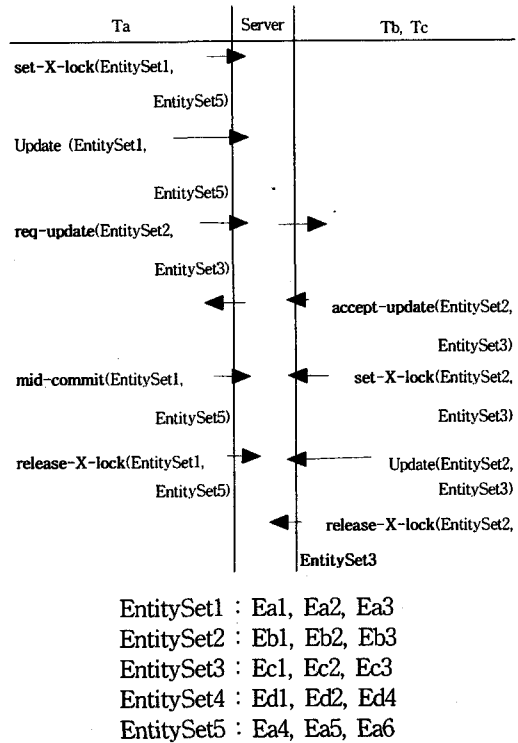 Ta Server Tb, Tc
set-X-lock(EntitySet1,
EntitySet5)
Update (EntitySet1,
EntitySet5)
req-update(EntitySet2,
EntitySet3)
accept-update(EntitySet2,
EntitySet3)
mid-commit(EntitySet1, set-X-lock(EntitySet2,
EntitySet5) EntitySet3)
release-X-lock(EntitySet1, Update(EntitySet2,
EntitySet5) EntitySet3)
release-X-lock(EntitySet2,
EntitySet3
EntitySet1 : Ea1, Ea2, Ea3
EntitySet2 : Eb1, Eb2, Eb3
EntitySet3 : Ec1, Ec2, Ec3
EntitySet4 : Ed1, Ed2, Ed4
EntitySet5 : Ea4, Ea5, Ea6